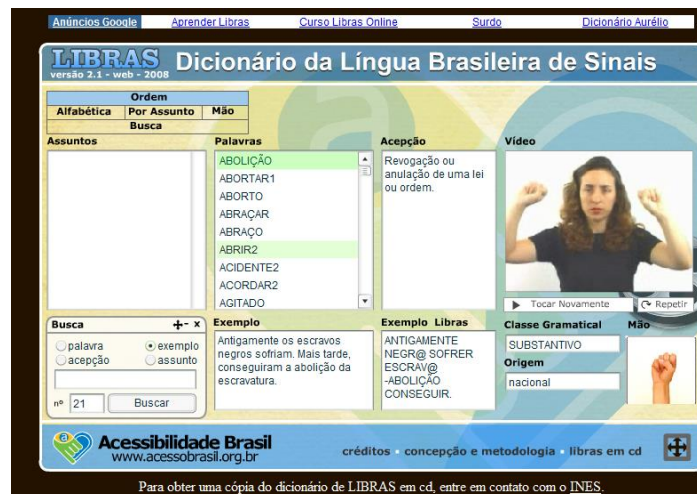 Anúncios Google Aprender Libras Curso Libras Online Surdo Dicionário Aurélio
LIBRAS
versão 2.1 - web - 2008
Dicionário da Língua Brasileira de Sinais
Ordem
Alfabética Por Assunto Mão
Busca
Assuntos
Palavras
ABOLIÇÃO
ABORTAR1
ABORTO
ABRAÇAR
ABRAÇO
ABRIR2
ACIDENTE2
ACORDAR2
AGITADO
Acepção
Revogação ou
anulação de uma lei
ou ordem.
Vídeo
Tocar Novamente Repetir
Busca - x
palavra exemplo
acepção assunto
nº 21 Buscar
Exemplo
Antigamente os escravos
negros sofriam. Mais tarde,
conseguiram a abolição da
escravatura.
Exemplo Libras
ANTIGAMENTE
NEGR@ SOFRER
ESCRAV@
-ABOLIÇÃO
CONSEGUIR.
Classe Gramatical
SUBSTANTIVO
Origem
nacional
Mão
Acessibilidade Brasil
www.acessobrasil.org.br
créditos concepção e metodologia libras em cd
Para obter uma cópia do dicionário de LIBRAS em cd, entre em contato com o INES.